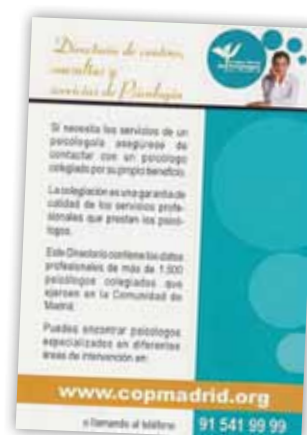 Directorio de centros,
consultas y
servicios de Psicología
Si necesita los servicios de un
psicólogo/a asegúrese de
contactar con un psicólogo
colegiado por su propio beneficio.
La colegiación es una garantía de
calidad de los servicios profe-
sionales que prestan los psicó-
logos.
Este Directorio contiene los datos
profesionales de más de 1.500
psicólogos colegiados que
ejercen en la Comunidad de
Madrid.
Puedes encontrar psicólogos
especializados en diferentes
áreas de intervención en:
www.copmadrid.org
o llamando al teléfono
91 541 99 99